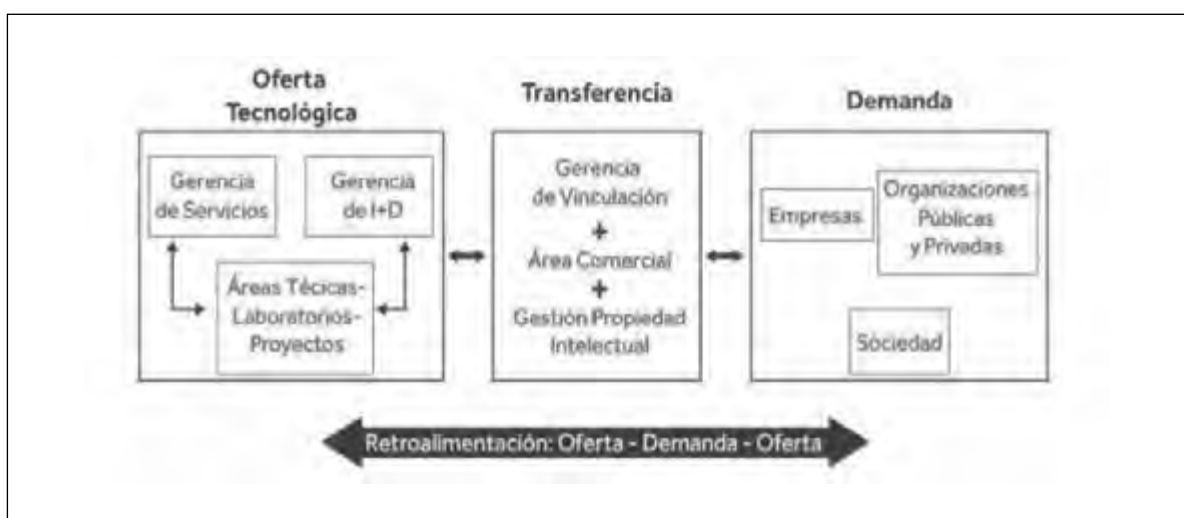 Oferta
Tecnológica
Gerencia
de Servicios
Gerencia
de I+D
Áreas Técicas-
Laboratorios-
Proyectos
Transferencia
Gerencia
de Vinculación
+
Área Comercial
+
Gestión Propiedad
Intelectual
Demanda
Empresas
Organizaciones
Públicas
y Privadas
Sociedad
Retroalimentación: Oferta - Demanda - Oferta